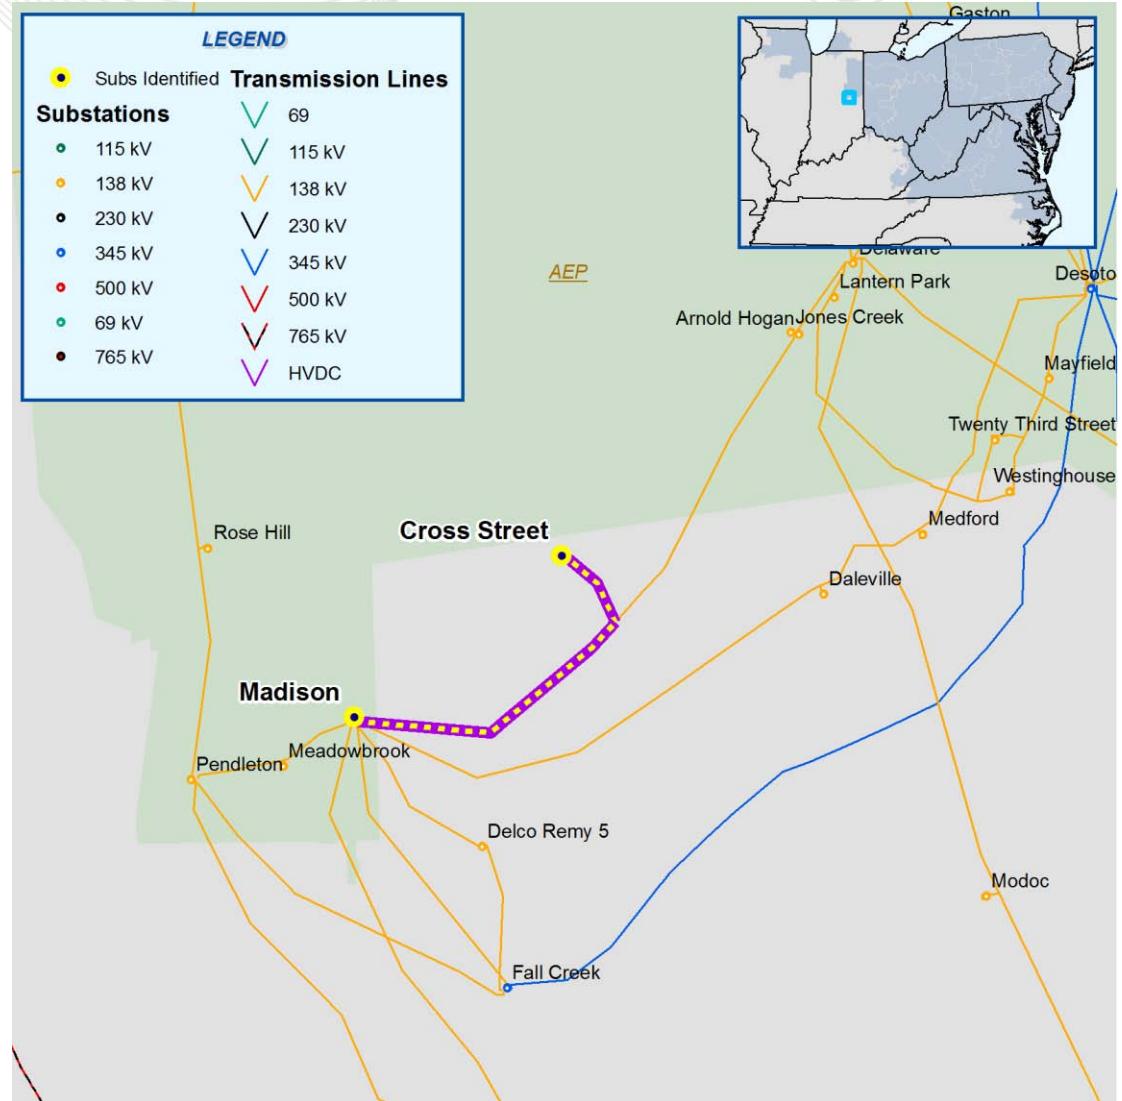 LEGEND
Subs Identified
Substations
115 kV
138 kV
230 kV
345 kV
500 kV
69 kV
765 kV
Transmission Lines
69
115 kV
138 kV
230 kV
345 kV
500 kV
765 kV
HVDC
Gaston
AEP
Delaware
Lantern Park
Desoto
Arnold Hogan
Jones Creek
Mayfield
Twenty Third Street
Westinghouse
Medford
Rose Hill
Cross Street
Daleville
Madison
Meadowbrook
Pendleton
Delco Remy 5
Modoc
Fall Creek